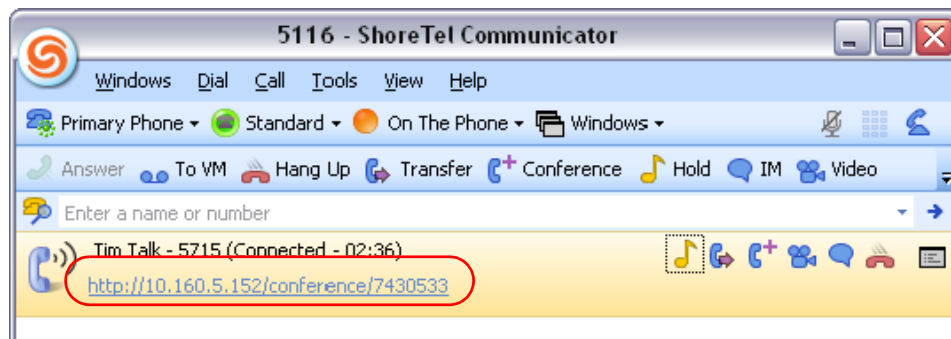 5116 - ShoreTel Communicator
Windows Dial Call Tools View Help
Primary Phone Standard On The Phone Windows
Answer To VM Hang Up Transfer Conference Hold IM Video
Enter a name or number
Tim Talk - 5715 (Connected - 02:36)
http://10.160.5.152/conference/7430533